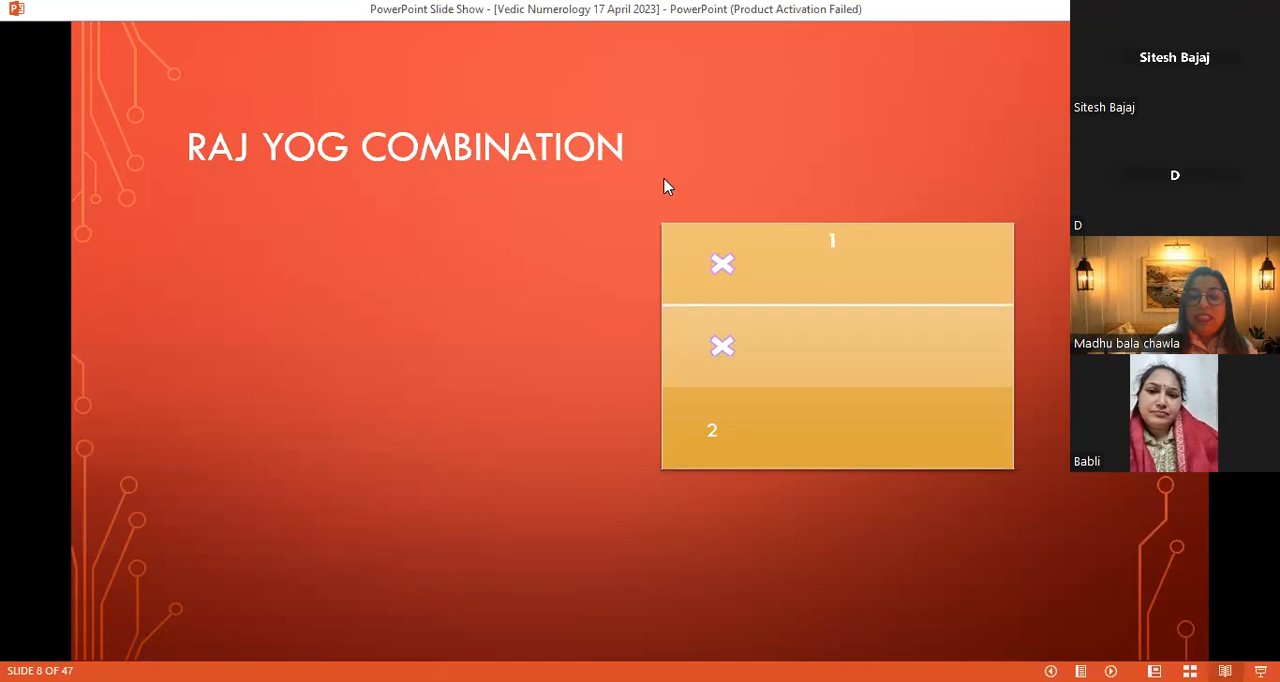 PowerPoint Slide Show - [Vedic Numerology 17 April 2023] - PowerPoint (Product Activation Failed)
Sitesh Bajaj
Sitesh Bajaj
RAJ YOG COMBINATION
D
D
1
Madhu bala chawla
2
Babli
SLIDE 8 OF 47